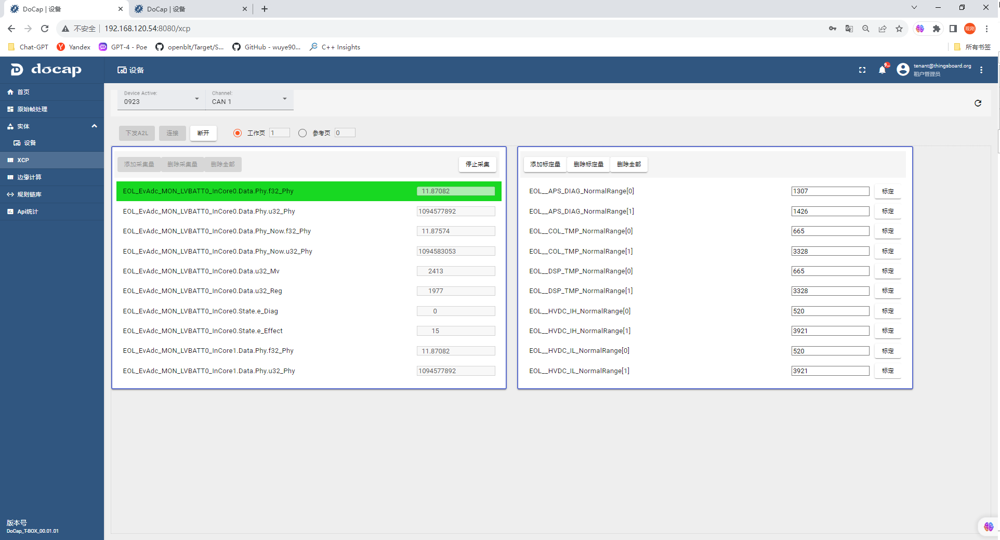 DoCap | 设备
DoCap | 设备
不安全
192.168.120.54:8080/xcp
现刚
Chat-GPT
Yandex
GPT-4 - Poe
openblt/Target/S...
GitHub - wuye90...
C++ Insights
所有书签
docap
设备
9...
tenant@thingsboard.org
租户管理员
首页
原始帧处理
实体
设备
XCP
边缘计算
规则链库
Api统计
版本号
DoCap_T-BOX_00.01.01
Device Active:
0923
Channel:
CAN 1
下发A2L
连接
断开
工作页 1
参考页 0
添加采集量
删除采集量
删除全部
停止采集
EOL_EvAdc_MON_LVBATT0_InCore0.Data.Phy.f32_Phy 11.87082
EOL_EvAdc_MON_LVBATT0_InCore0.Data.Phy.u32_Phy 1094577892
EOL_EvAdc_MON_LVBATT0_InCore0.Data.Phy_Now.f32_Phy 11.87574
EOL_EvAdc_MON_LVBATT0_InCore0.Data.Phy_Now.u32_Phy 1094583053
EOL_EvAdc_MON_LVBATT0_InCore0.Data.u32_Mv 2413
EOL_EvAdc_MON_LVBATT0_InCore0.Data.u32_Reg 1977
EOL_EvAdc_MON_LVBATT0_InCore0.State.e_Diag 0
EOL_EvAdc_MON_LVBATT0_InCore0.State.e_Effect 15
EOL_EvAdc_MON_LVBATT0_InCore1.Data.Phy.f32_Phy 11.87082
EOL_EvAdc_MON_LVBATT0_InCore1.Data.Phy.u32_Phy 1094577892
添加标定量
删除标定量
删除全部
EOL__APS_DIAG_NormalRange[0] 1307 标定
EOL__APS_DIAG_NormalRange[1] 1426 标定
EOL__COL_TMP_NormalRange[0] 665 标定
EOL__COL_TMP_NormalRange[1] 3328 标定
EOL__DSP_TMP_NormalRange[0] 665 标定
EOL__DSP_TMP_NormalRange[1] 3328 标定
EOL__HVDC_IH_NormalRange[0] 520 标定
EOL__HVDC_IH_NormalRange[1] 3921 标定
EOL__HVDC_IL_NormalRange[0] 520 标定
EOL__HVDC_IL_NormalRange[1] 3921 标定